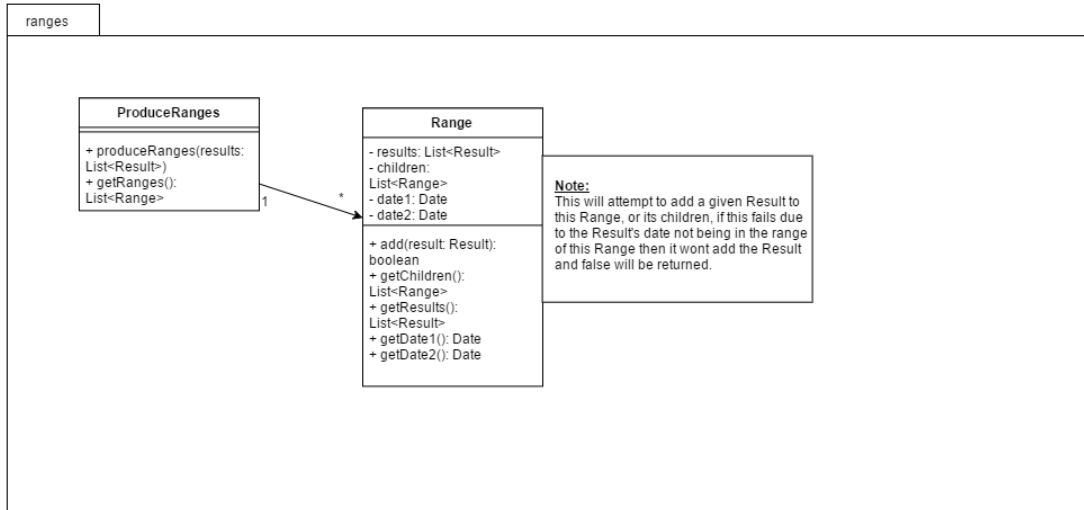 ranges
ProduceRanges
+ produceRanges(results:
List<Result>)
+ getRanges():
List<Range>
1
*
Range
- results: List<Result>
- children:
List<Range>
- date1: Date
- date2: Date
+ add(result: Result):
boolean
+ getChildren():
List<Range>
+ getResults():
List<Result>
+ getDate1(): Date
+ getDate2(): Date
Note:
This will attempt to add a given Result to
this Range, or its children, if this fails due
to the Result's date not being in the range
of this Range then it wont add the Result
and false will be returned.